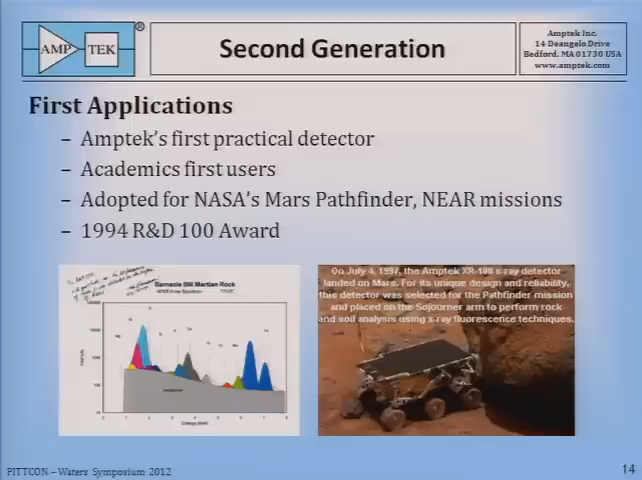 AMP TEK ®
Second Generation
Amptek Inc.
14 Deangelo Drive
Bedford, MA 01730 USA
www.amptek.com
First Applications
– Amptek's first practical detector
– Academics first users
– Adopted for NASA's Mars Pathfinder, NEAR missions
– 1994 R&D 100 Award
Barnacle Bill Martian Rock
On July 4, 1997, the Amptek XR-100 x-ray detector
landed on Mars. For its unique design and reliability,
this detector was selected for the Pathfinder mission
and placed on the Sojourner arm to perform rock
and soil analysis using x-ray fluorescence techniques.
PITTCON – Waters Symposium 2012
14